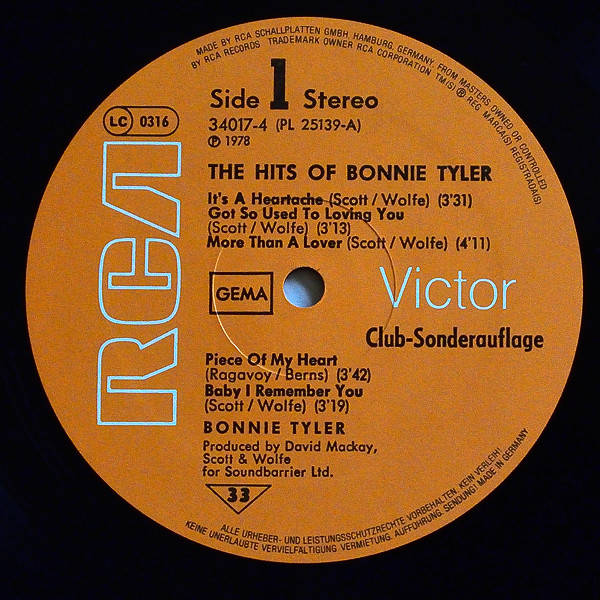 MADE BY RCA SCHALLPLATTEN GMBH, HAMBURG, GERMANY, FROM MASTERS OWNED OR CONTROLLED
BY RCA RECORDS TRADEMARK OWNER RCA CORPORATION TM(S) ® REG MARCA(S) REGISTRADA(S)
Side 1 Stereo
34017-4 (PL 25139-A)
℗ 1978
LC 0316
RCA
THE HITS OF BONNIE TYLER
It's A Heartache (Scott / Wolfe) (3'31)
Got So Used To Loving You
(Scott / Wolfe) (3'13)
More Than A Lover (Scott / Wolfe) (4'11)
GEMA
Victor
Club-Sonderauflage
Piece Of My Heart
(Ragavoy / Berns) (3'42)
Baby I Remember You
(Scott / Wolfe) (3'19)
BONNIE TYLER
Produced by David Mackay,
Scott & Wolfe
for Soundbarrier Ltd.
33
ALLE URHEBER- UND LEISTUNGSSCHUTZRECHTE VORBEHALTEN. KEIN VERLEIH!
KEINE UNERLAUBTE VERVIELFÄLTIGUNG, VERMIETUNG, AUFFÜHRUNG, SENDUNG! MADE IN GERMANY